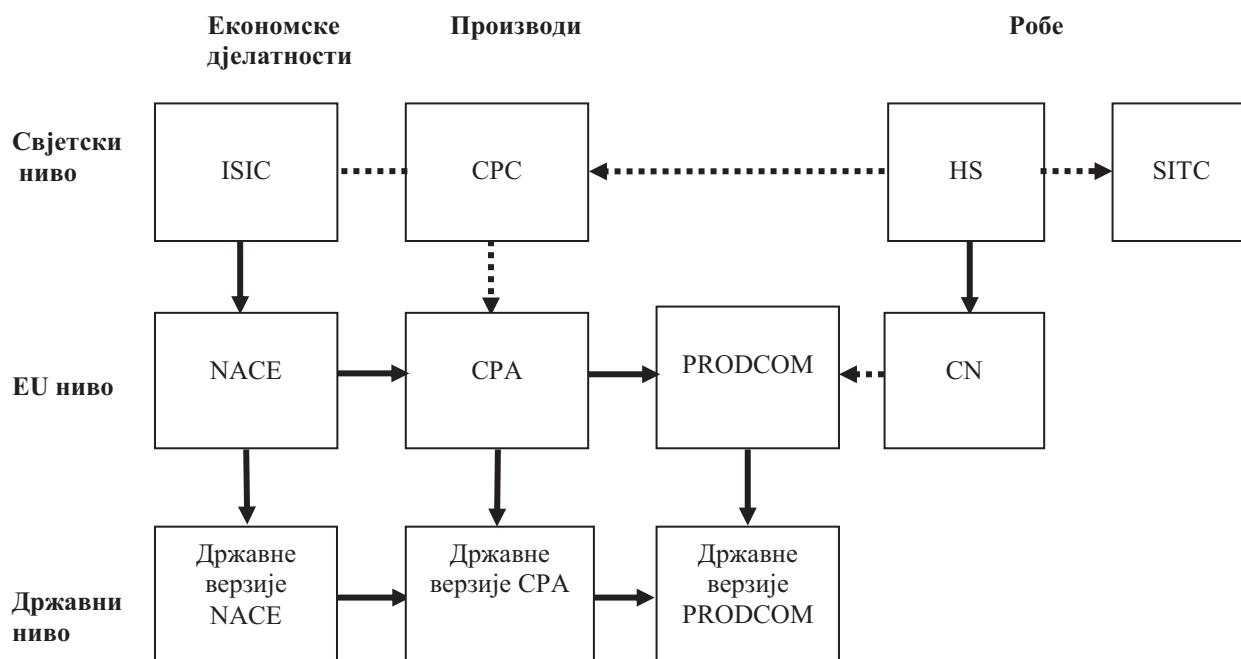 Економске
дјелатности
Производи
Робе
Свјетски
ниво
ISIC
CPC
HS
SITC
EU ниво
NACE
CPA
PRODCOM
CN
Државни
ниво
Државне
верзије
NACE
Државне
верзије CPA
Државне
верзије
PRODCOM